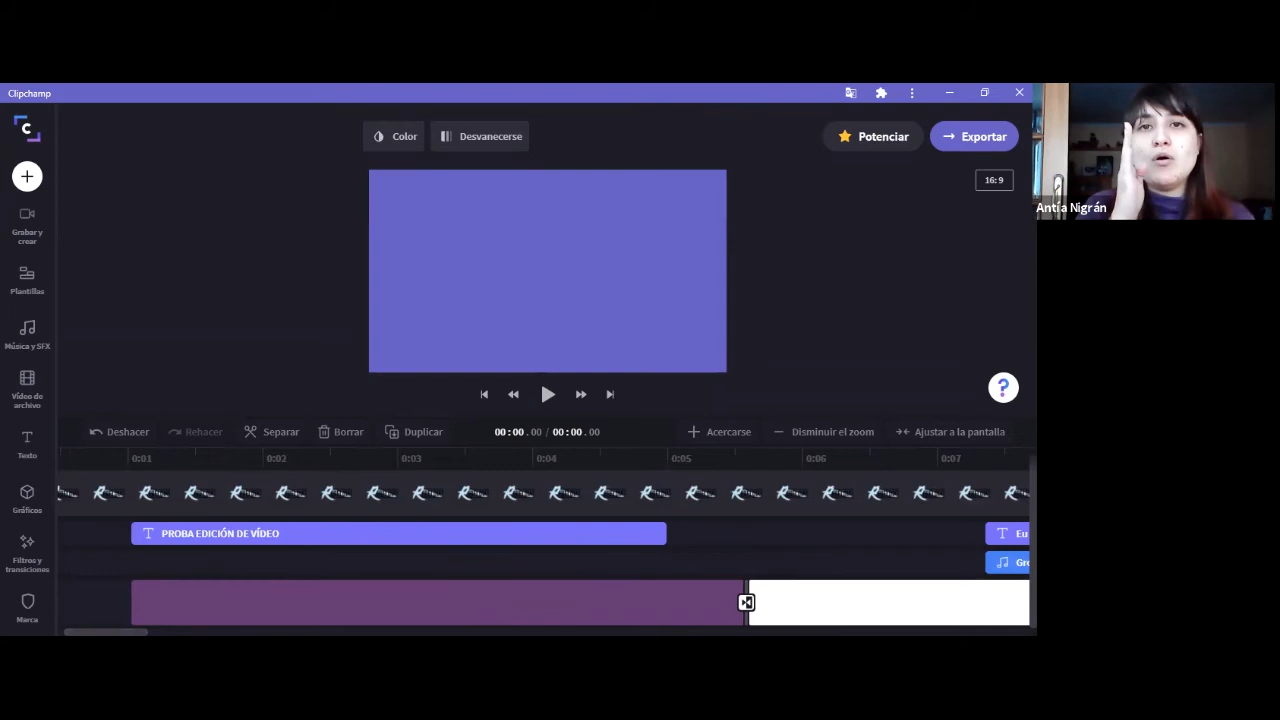 Clipchamp
Color
Desvanecerse
Potenciar
Exportar
16:9
Antía Nigrán
Grabar y
crear
Plantillas
Música y SFX
Vídeo de
archivo
Texto
Gráficos
Filtros y
transiciones
Marca
?
Deshacer
Rehacer
Separar
Borrar
Duplicar
00:00.00 / 00:00.00
Acercarse
Disminuir el zoom
Ajustar a la pantalla
0:01
0:02
0:03
0:04
0:05
0:06
0:07
T PROBA EDICIÓN DE VÍDEO
T Eu
Gro